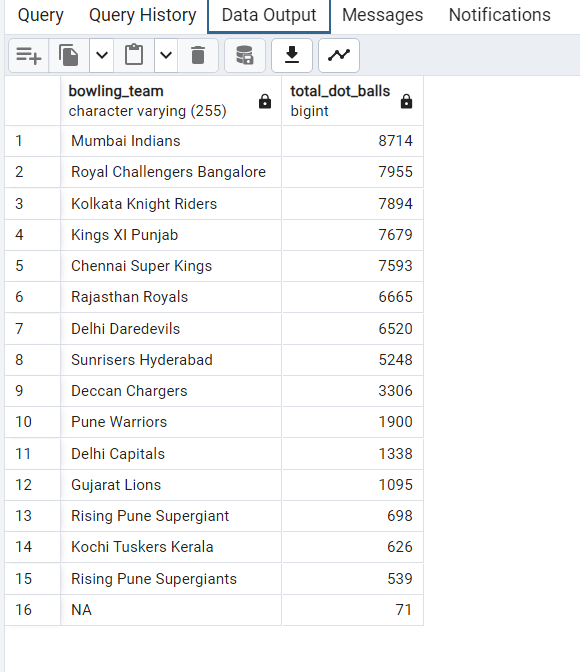 Query Query History Data Output Messages Notifications
bowling_team total_dot_balls
character varying (255) bigint
1 Mumbai Indians 8714
2 Royal Challengers Bangalore 7955
3 Kolkata Knight Riders 7894
4 Kings XI Punjab 7679
5 Chennai Super Kings 7593
6 Rajasthan Royals 6665
7 Delhi Daredevils 6520
8 Sunrisers Hyderabad 5248
9 Deccan Chargers 3306
10 Pune Warriors 1900
11 Delhi Capitals 1338
12 Gujarat Lions 1095
13 Rising Pune Supergiant 698
14 Kochi Tuskers Kerala 626
15 Rising Pune Supergiants 539
16 NA 71